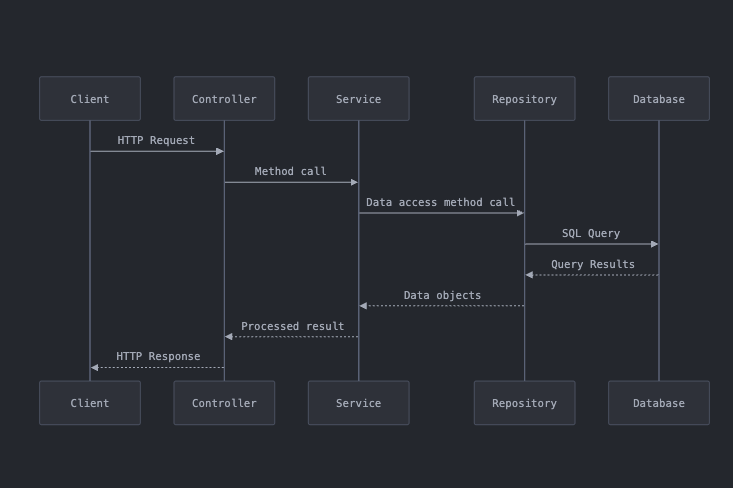 Client
Controller
Service
Repository
Database
HTTP Request
Method call
Data access method call
SQL Query
Query Results
Data objects
Processed result
HTTP Response
Client
Controller
Service
Repository
Database